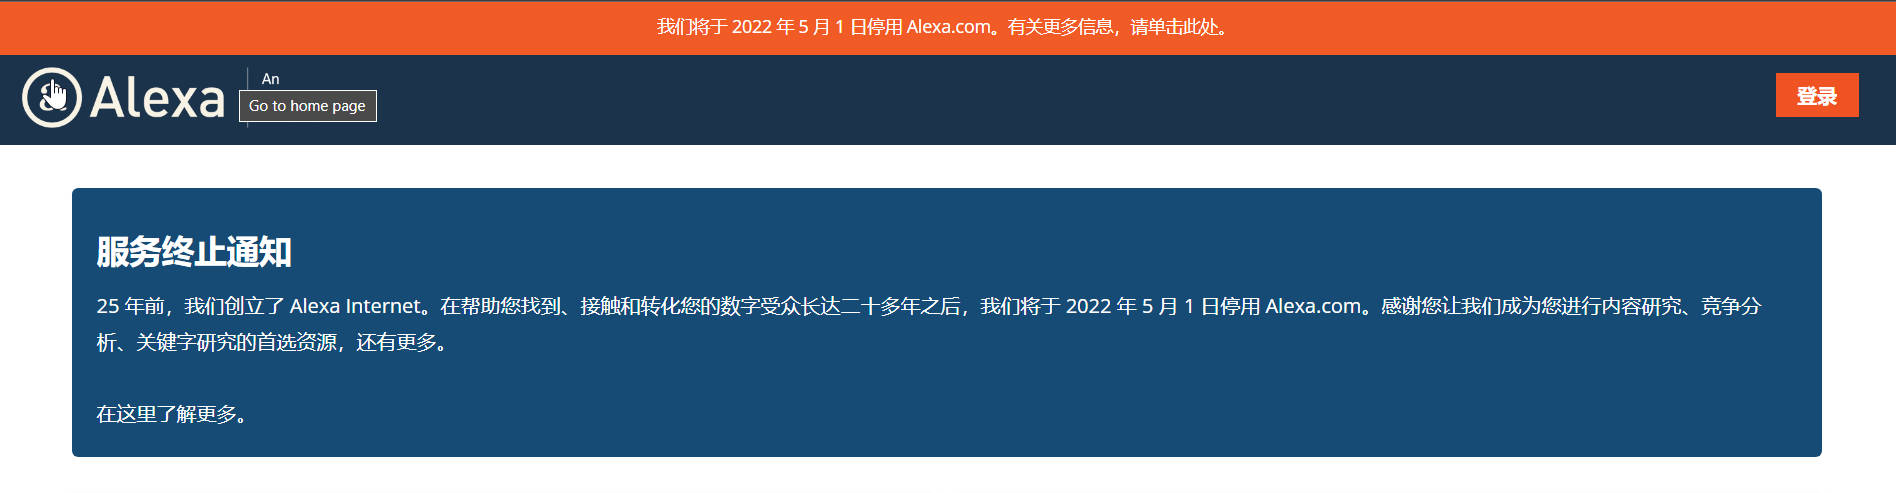 我们将于 2022 年 5 月 1 日停用 Alexa.com。有关更多信息，请单击此处。
Alexa
An
Go to home page
登录
服务终止通知
25 年前，我们创立了 Alexa Internet。在帮助您找到、接触和转化您的数字受众长达二十多年之后，我们将于 2022 年 5 月 1 日停用 Alexa.com。感谢您让我们成为您进行内容研究、竞争分
析、关键字研究的首选资源，还有更多。
在这里了解更多。